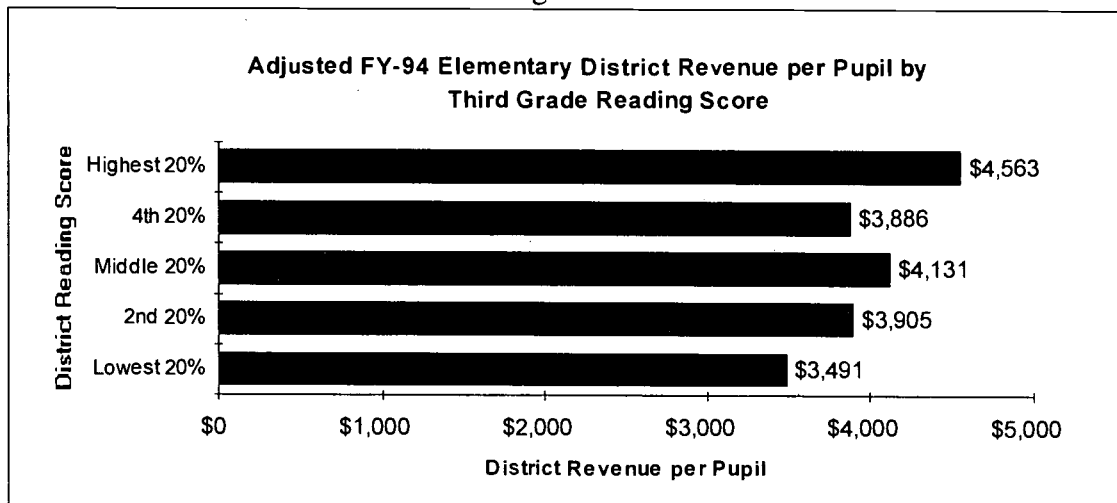 Adjusted FY-94 Elementary District Revenue per Pupil by
Third Grade Reading Score
District Reading Score
Highest 20%
$4,563
4th 20%
$3,886
Middle 20%
$4,131
2nd 20%
$3,905
Lowest 20%
$3,491
$0
$1,000
$2,000
$3,000
$4,000
$5,000
District Revenue per Pupil